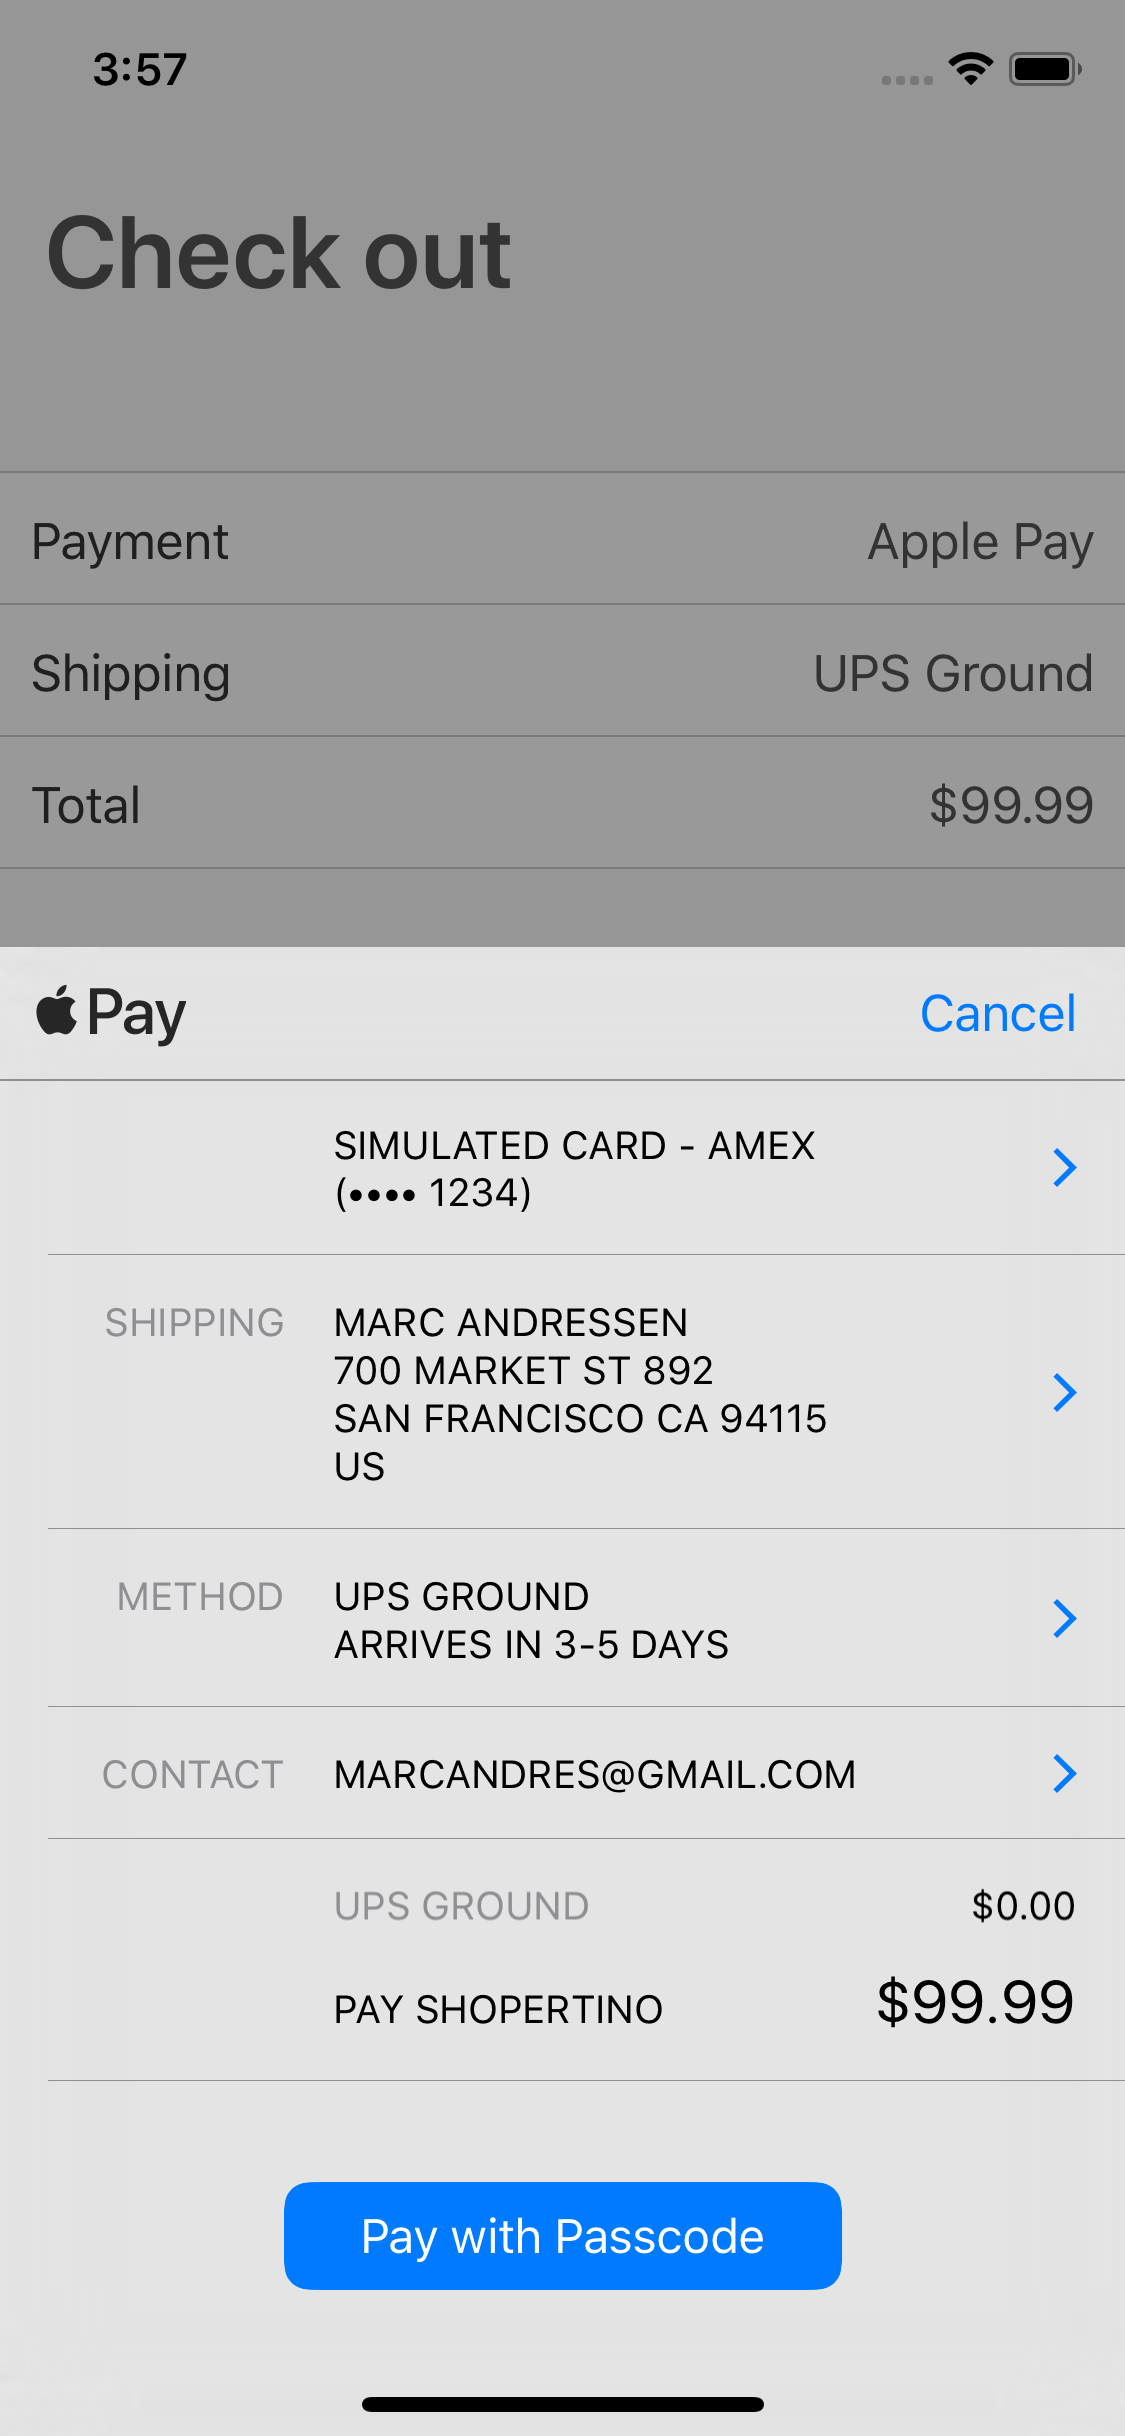 3:57
Check out
Payment Apple Pay
Shipping UPS Ground
Total $99.99
Pay Cancel
SIMULATED CARD - AMEX
(•••• 1234)
SHIPPING MARC ANDRESSEN
700 MARKET ST 892
SAN FRANCISCO CA 94115
US
METHOD UPS GROUND
ARRIVES IN 3-5 DAYS
CONTACT MARCANDRES@GMAIL.COM
UPS GROUND $0.00
PAY SHOPERTINO $99.99
Pay with Passcode